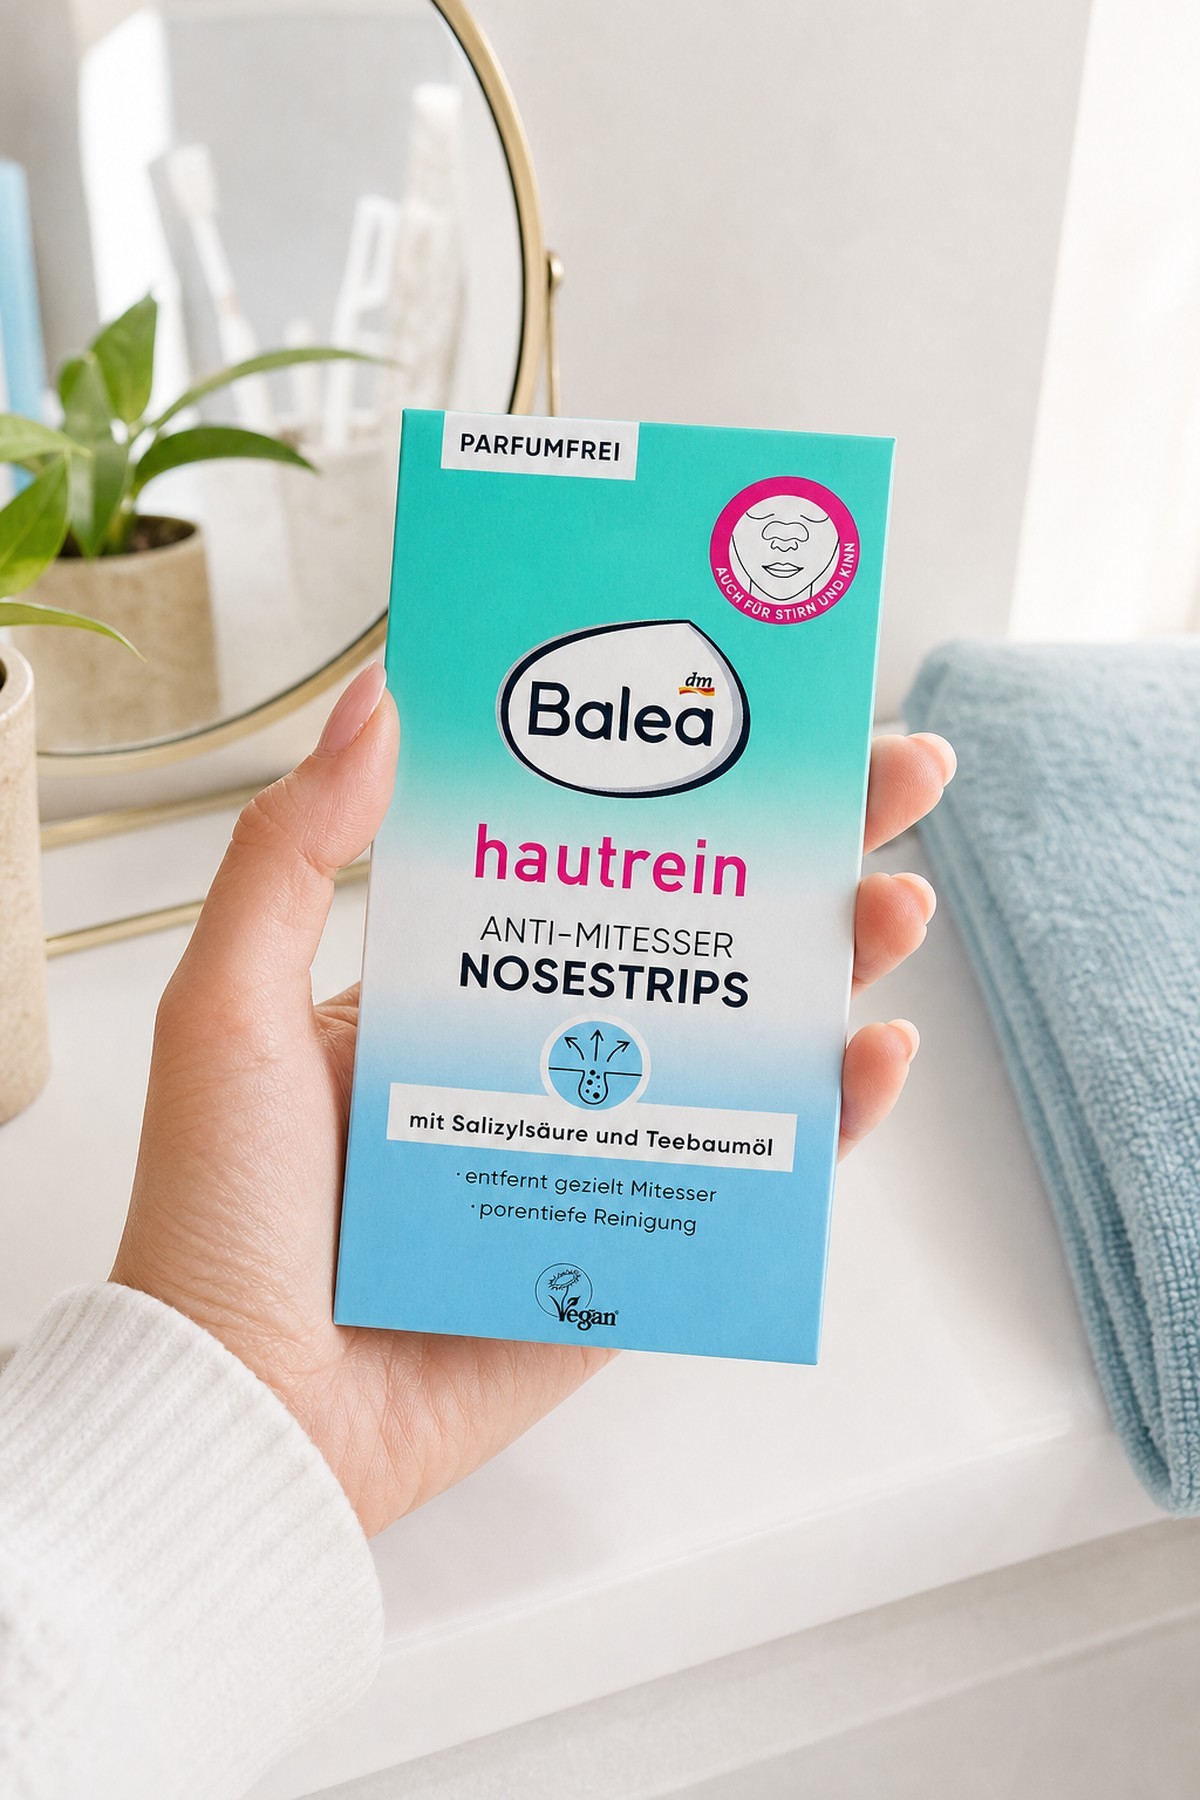 PARFUMFREI
AUCH FÜR STIRN UND KINN
dm
Balea
hautrein
ANTI-MITESSER
NOSESTRIPS
mit Salizylsäure und Teebaumöl
· entfernt gezielt Mitesser
· porentiefe Reinigung
Vegan